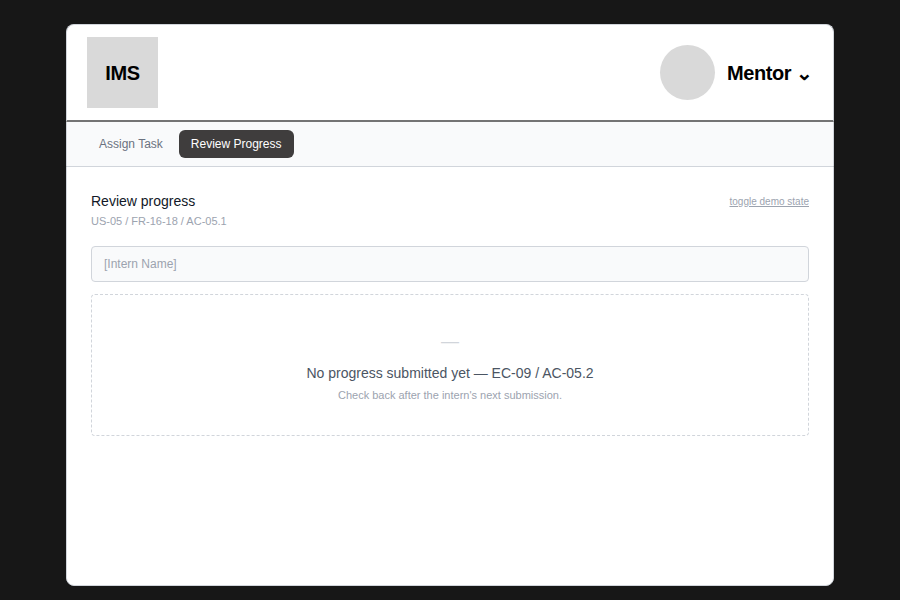 IMS
Mentor
Assign Task
Review Progress
Review progress
toggle demo state
US-05 / FR-16-18 / AC-05.1
[Intern Name]
—
No progress submitted yet — EC-09 / AC-05.2
Check back after the intern's next submission.